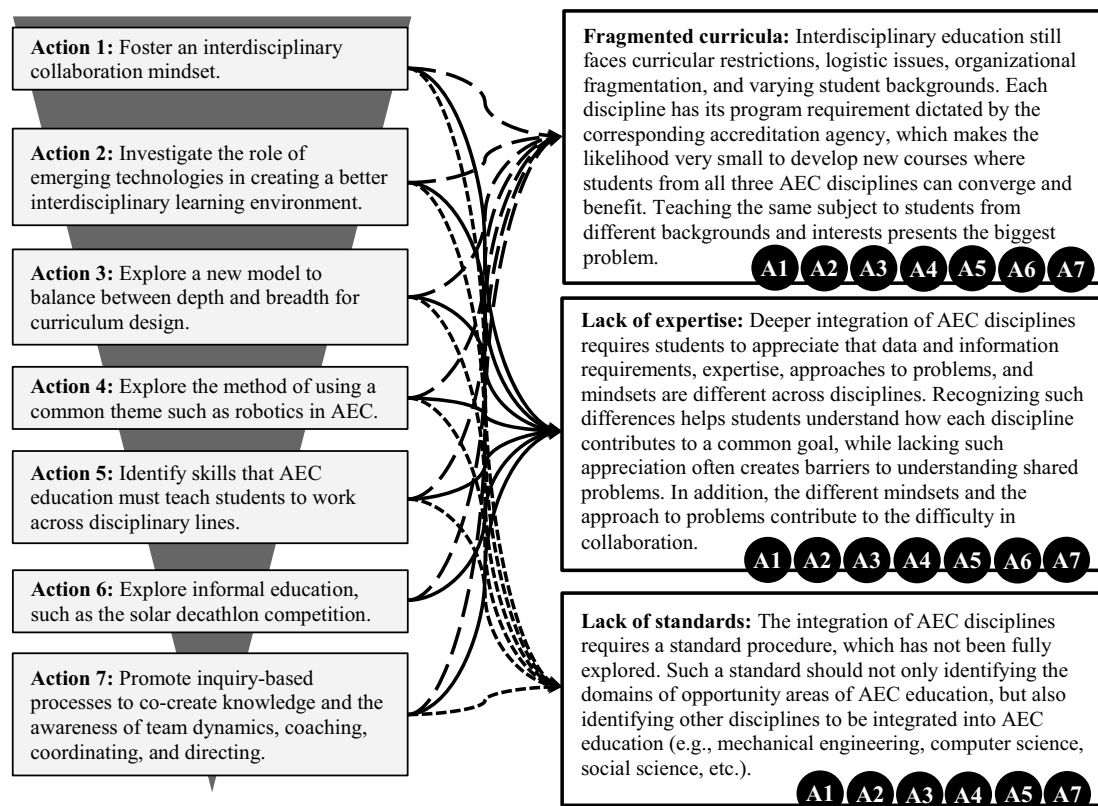 Action 1: Foster an interdisciplinary
collaboration mindset.
Action 2: Investigate the role of
emerging technologies in creating a better
interdisciplinary learning environment.
Action 3: Explore a new model to
balance between depth and breadth for
curriculum design.
Action 4: Explore the method of using a
common theme such as robotics in AEC.
Action 5: Identify skills that AEC
education must teach students to work
across disciplinary lines.
Action 6: Explore informal education,
such as the solar decathlon competition.
Action 7: Promote inquiry-based
processes to co-create knowledge and the
awareness of team dynamics, coaching,
coordinating, and directing.
Fragmented curricula: Interdisciplinary education still
faces curricular restrictions, logistic issues, organizational
fragmentation, and varying student backgrounds. Each
discipline has its program requirement dictated by the
corresponding accreditation agency, which makes the
likelihood very small to develop new courses where
students from all three AEC disciplines can converge and
benefit. Teaching the same subject to students from
different backgrounds and interests presents the biggest
problem.
A1 A2 A3 A4 A5 A6 A7
Lack of expertise: Deeper integration of AEC disciplines
requires students to appreciate that data and information
requirements, expertise, approaches to problems, and
mindsets are different across disciplines. Recognizing such
differences helps students understand how each discipline
contributes to a common goal, while lacking such
appreciation often creates barriers to understanding shared
problems. In addition, the different mindsets and the
approach to problems contribute to the difficulty in
collaboration.
A1 A2 A3 A4 A5 A6 A7
Lack of standards: The integration of AEC disciplines
requires a standard procedure, which has not been fully
explored. Such a standard should not only identifying the
domains of opportunity areas of AEC education, but also
identifying other disciplines to be integrated into AEC
education (e.g., mechanical engineering, computer science,
social science, etc.).
A1 A2 A3 A4 A5 A7